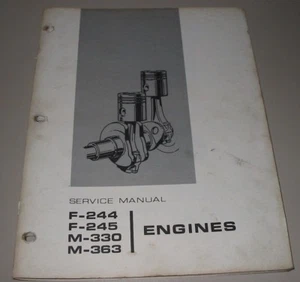 SERVICE MANUAL
F-244
F-245
M-330
M-363
ENGINES